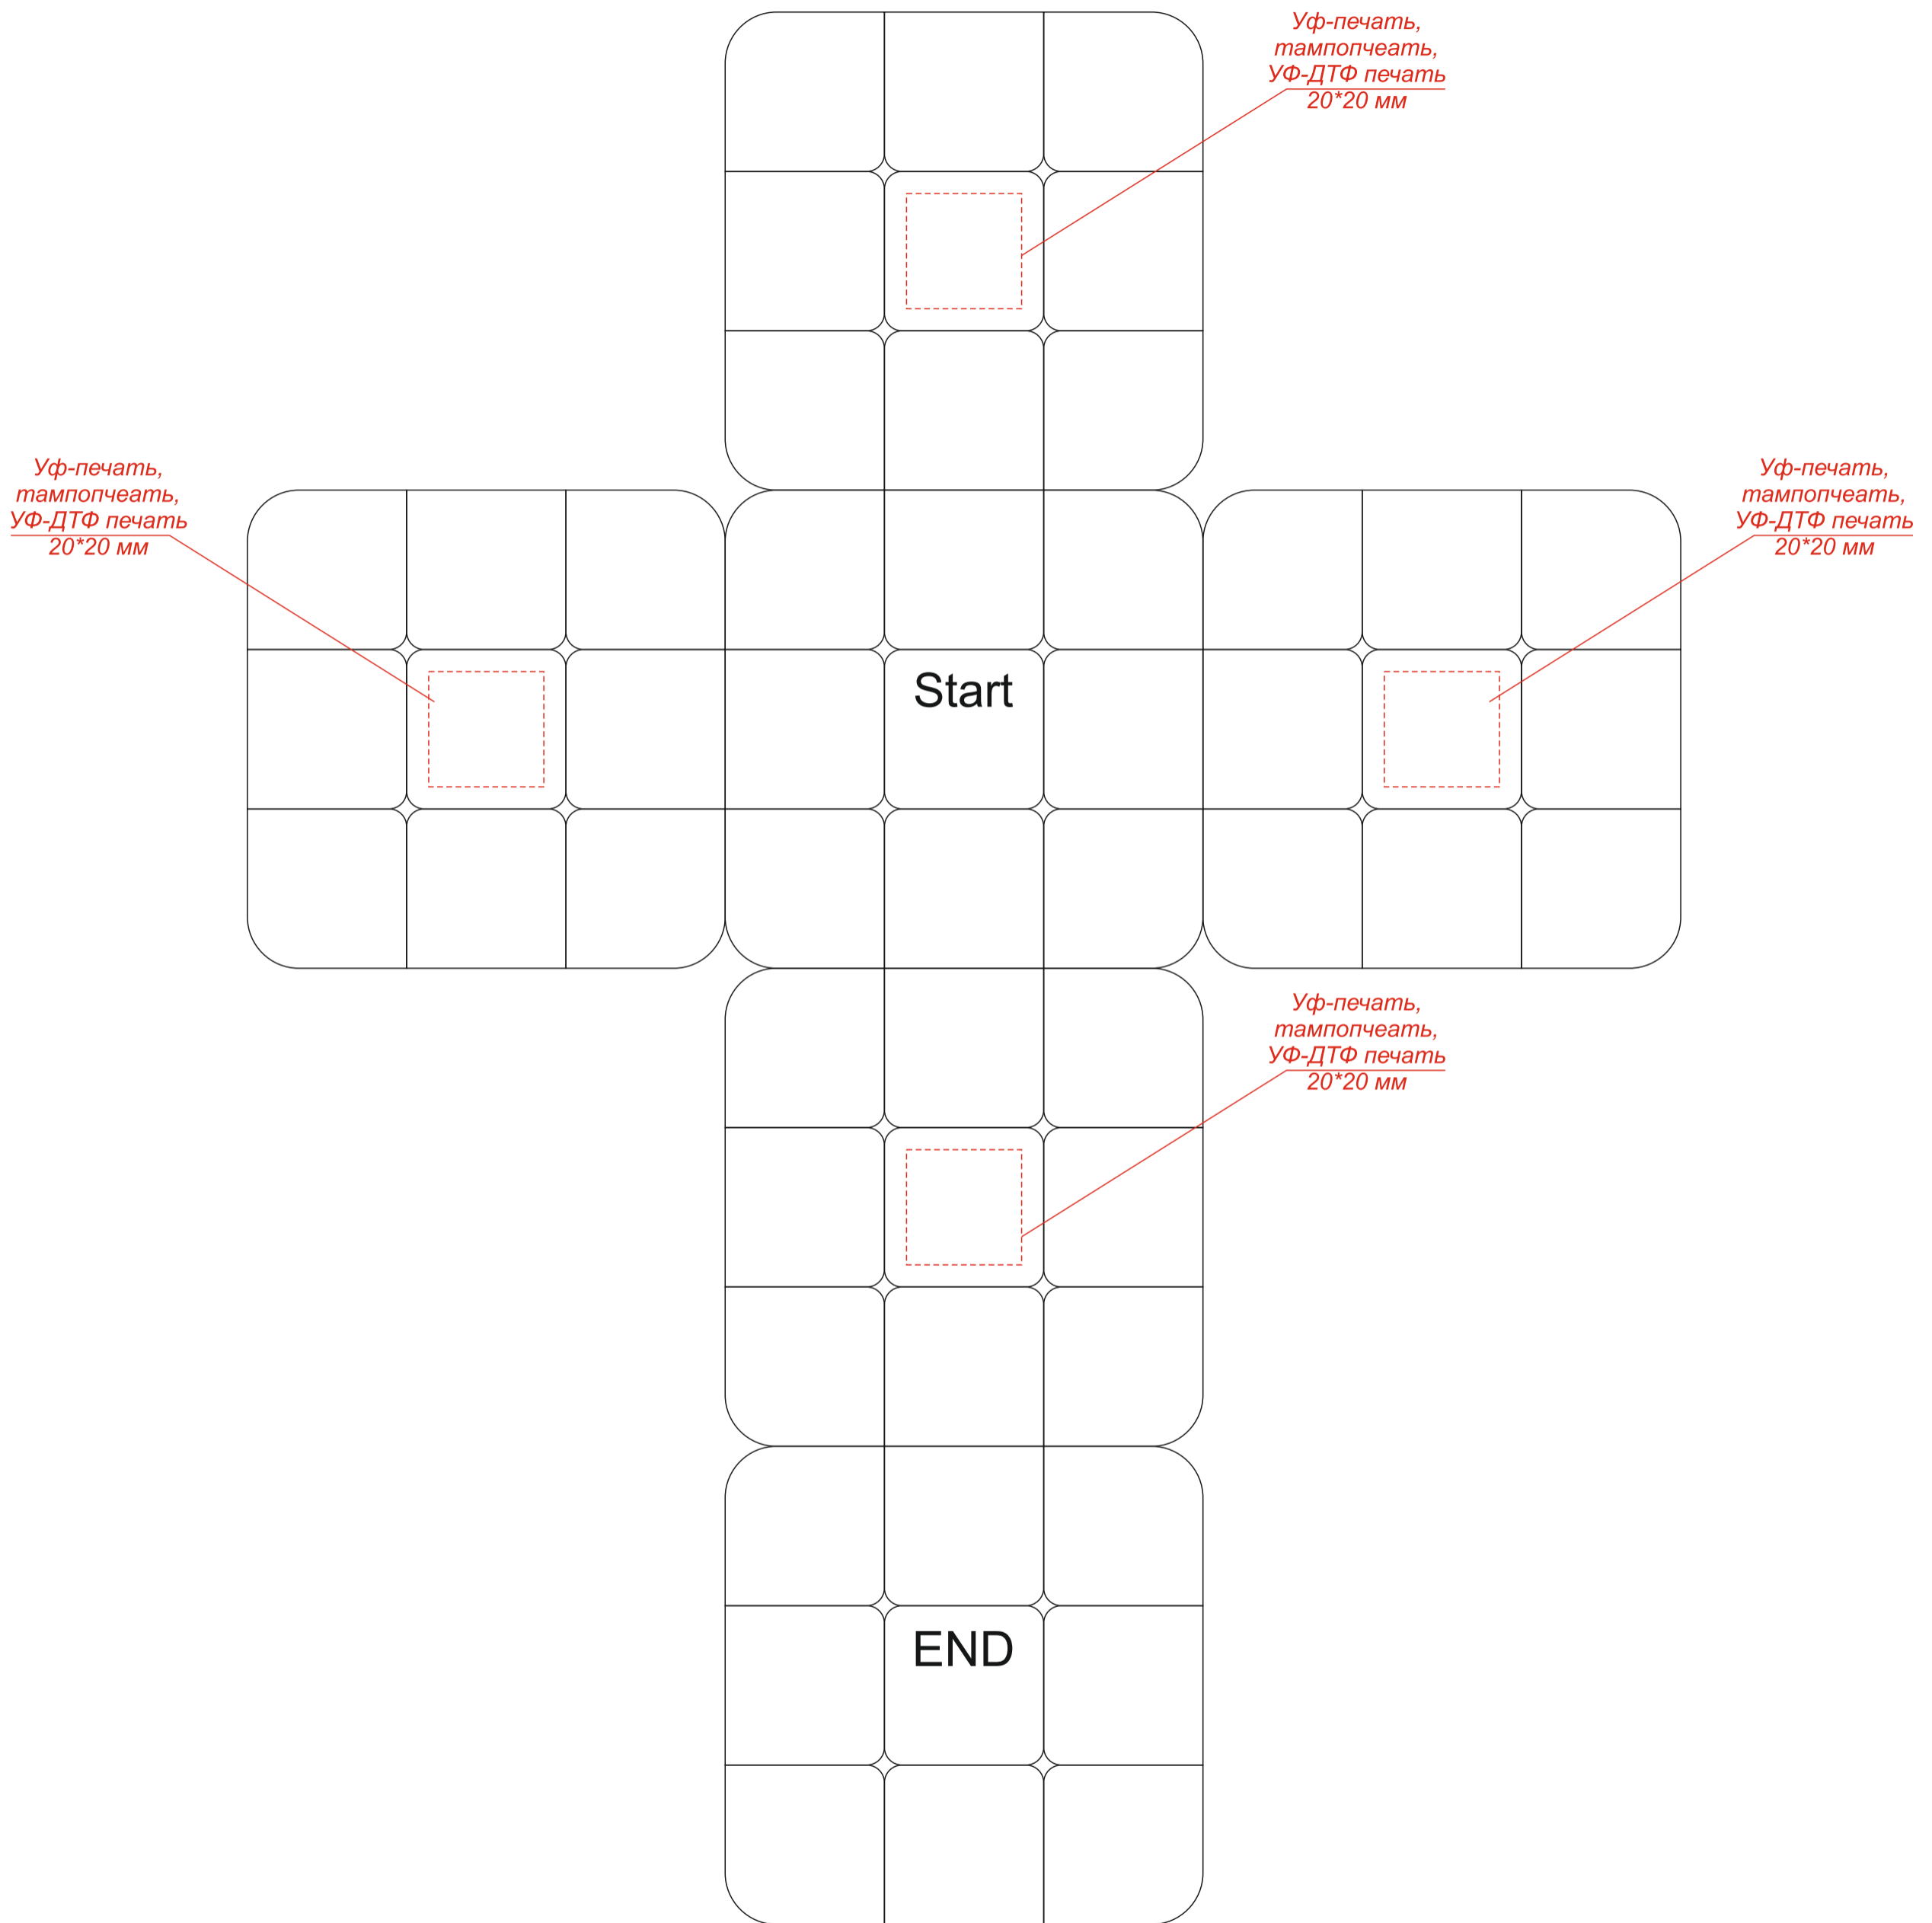 Уф-печать,
тампопчеать,
УФ-ДТФ печать
20*20 мм
Уф-печать,
тампопчеать,
УФ-ДТФ печать
20*20 мм
Уф-печать,
тампопчеать,
УФ-ДТФ печать
20*20 мм
Start
Уф-печать,
тампопчеать,
УФ-ДТФ печать
20*20 мм
END